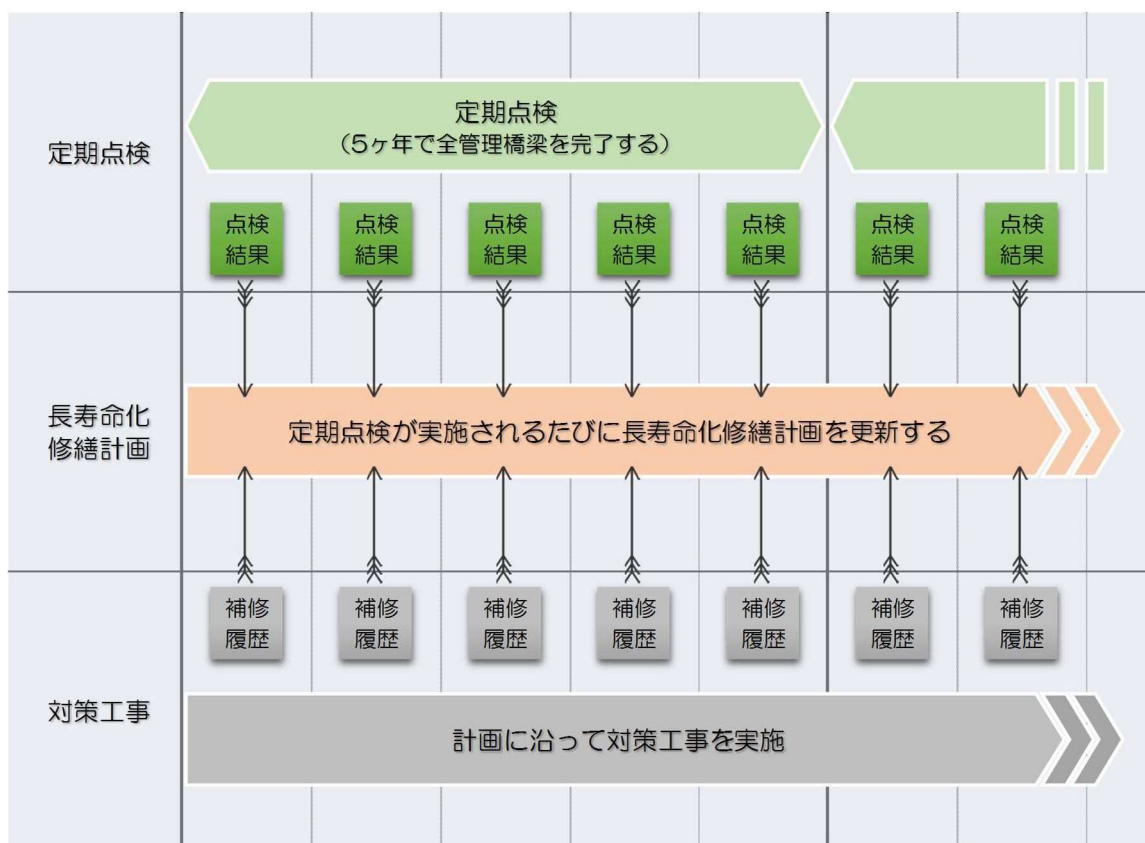 定期点検
定期点検
(5ヶ年で全管理橋梁を完了する)
点検
結果
点検
結果
点検
結果
点検
結果
点検
結果
点検
結果
点検
結果
長寿命化
修繕計画
定期点検が実施されるたびに長寿命化修繕計画を更新する
補修
履歴
補修
履歴
補修
履歴
補修
履歴
補修
履歴
補修
履歴
補修
履歴
対策工事
計画に沿って対策工事を実施